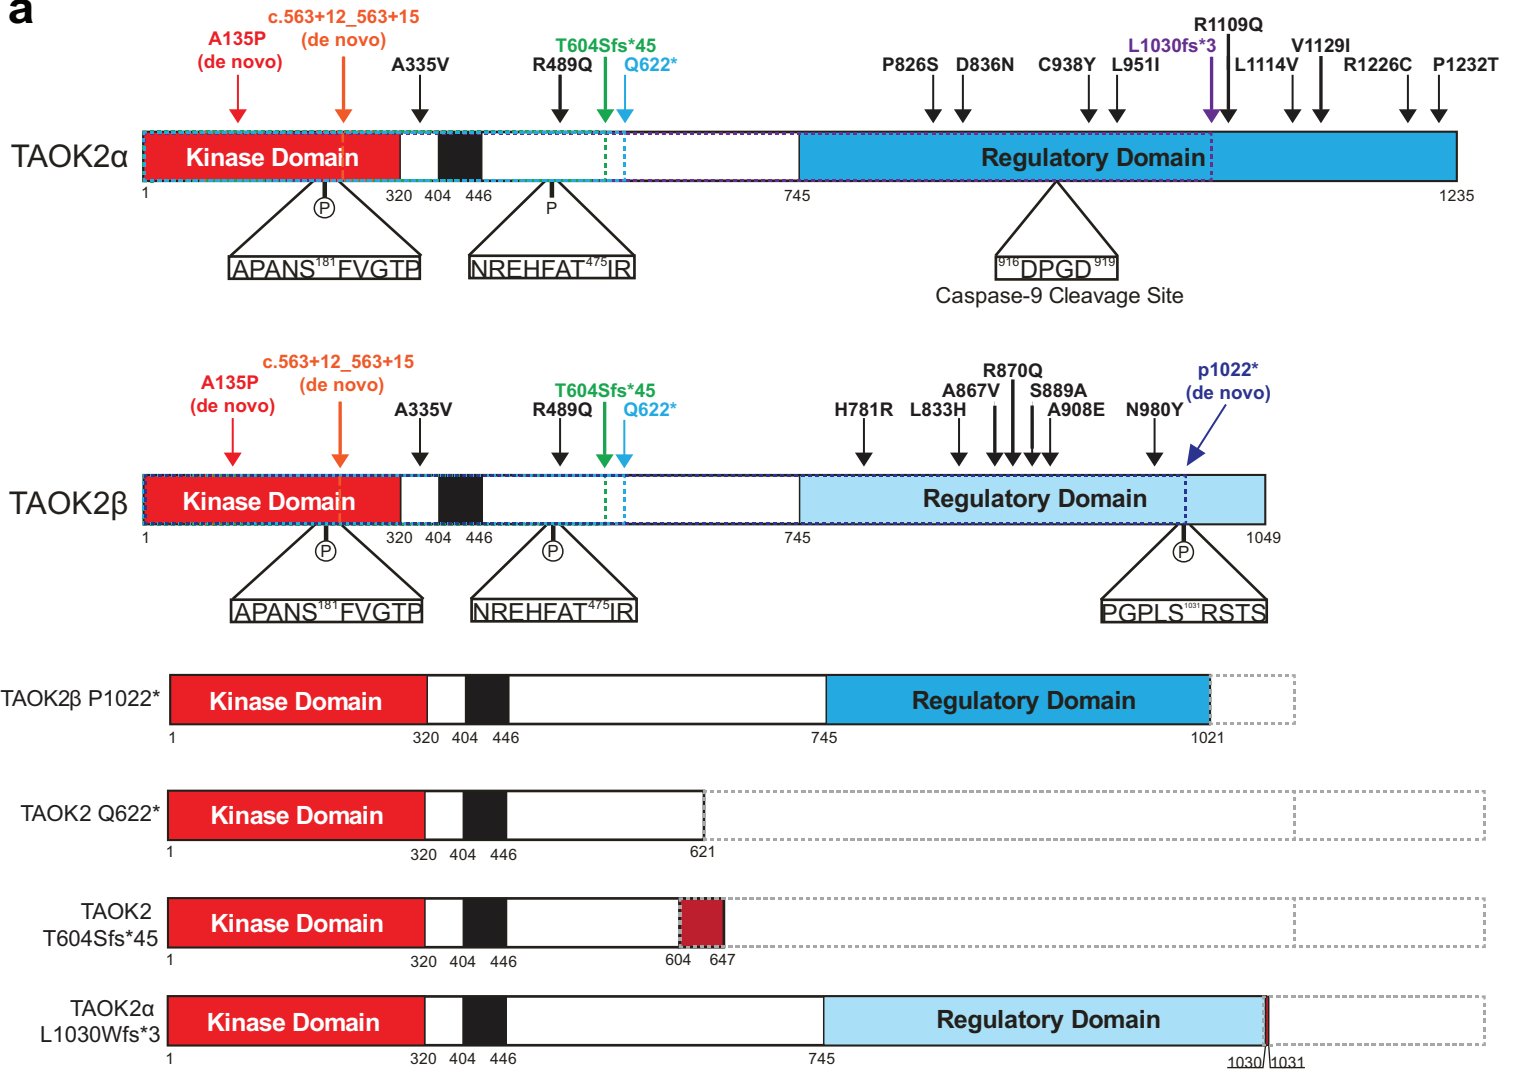 a
c.563+12_563+15
(de novo)
A135P
(de novo)
A335V
R489Q
T604Sfs*45
Q622*
P826S
D836N
C938Y
L951I
L1030fs*3
R1109Q
L1114V
V1129I
R1226C
P1232T
TAOK2α
Kinase Domain
Regulatory Domain
1
320
404
446
745
1235
P
P
APANS181FVGTP
NREHFAT475IR
916DPGD919
Caspase-9 Cleavage Site
c.563+12_563+15
(de novo)
A135P
(de novo)
A335V
R489Q
T604Sfs*45
Q622*
H781R
L833H
A867V
R870Q
S889A
A908E
N980Y
p1022*
(de novo)
TAOK2β
Kinase Domain
Regulatory Domain
1
320
404
446
745
1049
P
P
P
APANS181FVGTP
NREHFAT475IR
PGPLS1031RSTS
TAOK2β P1022*
Kinase Domain
Regulatory Domain
1
320
404
446
745
1021
TAOK2 Q622*
Kinase Domain
1
320
404
446
621
TAOK2
T604Sfs*45
Kinase Domain
1
320
404
446
604
647
TAOK2α
L1030Wfs*3
Kinase Domain
Regulatory Domain
1
320
404
446
745
1030
1031